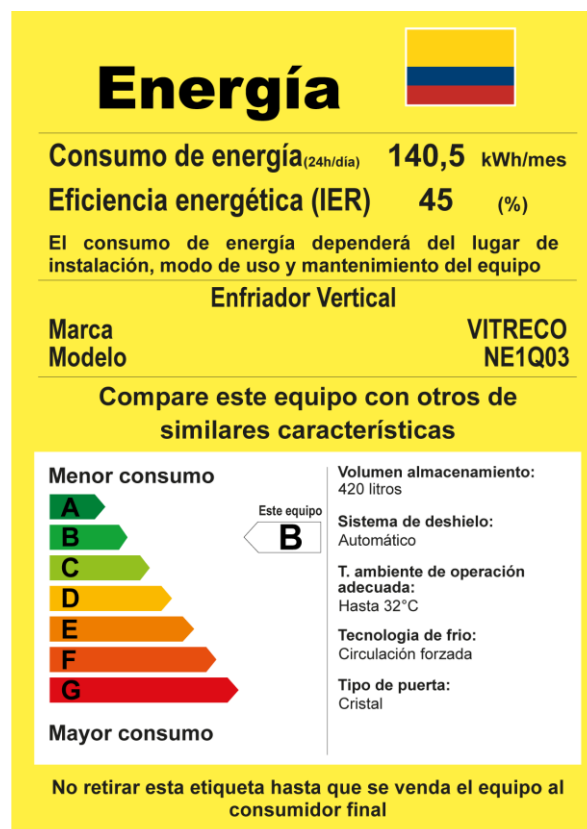 Energía
Consumo de energía(24h/día) 140,5 kWh/mes
Eficiencia energética (IER) 45 (%)
El consumo de energía dependerá del lugar de
instalación, modo de uso y mantenimiento del equipo
Enfriador Vertical
Marca VITRECO
Modelo NE1Q03
Compare este equipo con otros de
similares características
Menor consumo
A
B
C
D
E
F
G
Mayor consumo
Este equipo
B
Volumen almacenamiento:
420 litros
Sistema de deshielo:
Automático
T. ambiente de operación
adecuada:
Hasta 32°C
Tecnologia de frio:
Circulación forzada
Tipo de puerta:
Cristal
No retirar esta etiqueta hasta que se venda el equipo al
consumidor final